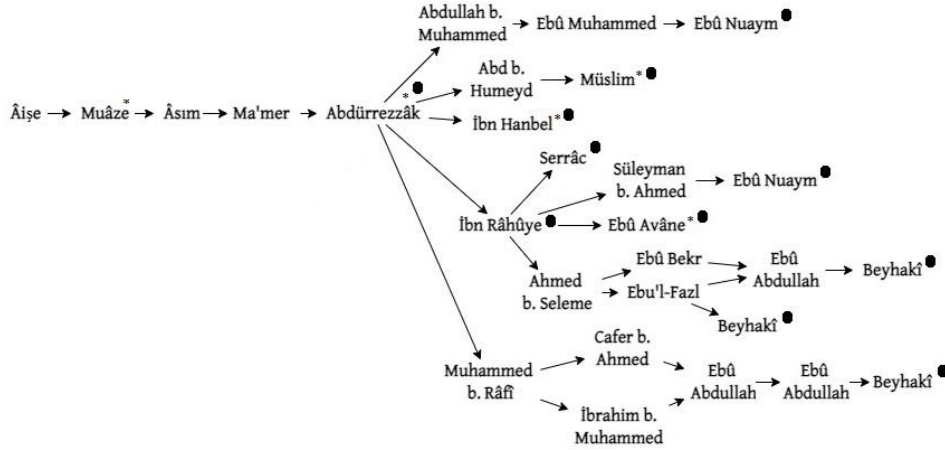 Abdullah b.
Muhammed
Ebû Muhammed
Ebû Nuaym
Abd b.
Humeyd
Müslim*
Âişe
Muâze*
Âsım
Ma'mer
Abdürrezzâk*
İbn Hanbel*
Serrâc
Süleyman
b. Ahmed
Ebû Nuaym
İbn Râhûye
Ebû Avâne*
Ahmed
b. Seleme
Ebû Bekr
Ebu'l-Fazl
Ebû
Abdullah
Beyhakî
Beyhakî
Muhammed
b. Râfî
Cafer b.
Ahmed
İbrahim b.
Muhammed
Ebû
Abdullah
Ebû
Abdullah
Beyhakî